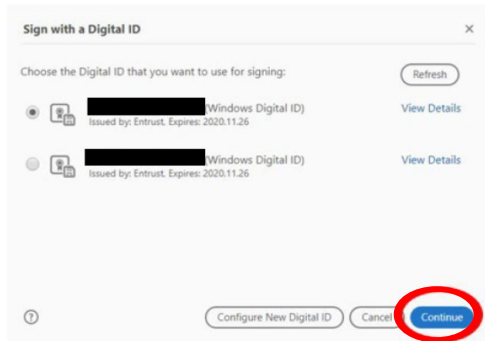 Sign with a Digital ID
Choose the Digital ID that you want to use for signing:
Refresh
(Windows Digital ID)
View Details
Issued by: Entrust, Expires: 2020.11.26
(Windows Digital ID)
View Details
Issued by: Entrust, Expires: 2020.11.26
?
Configure New Digital ID
Cancel
Continue